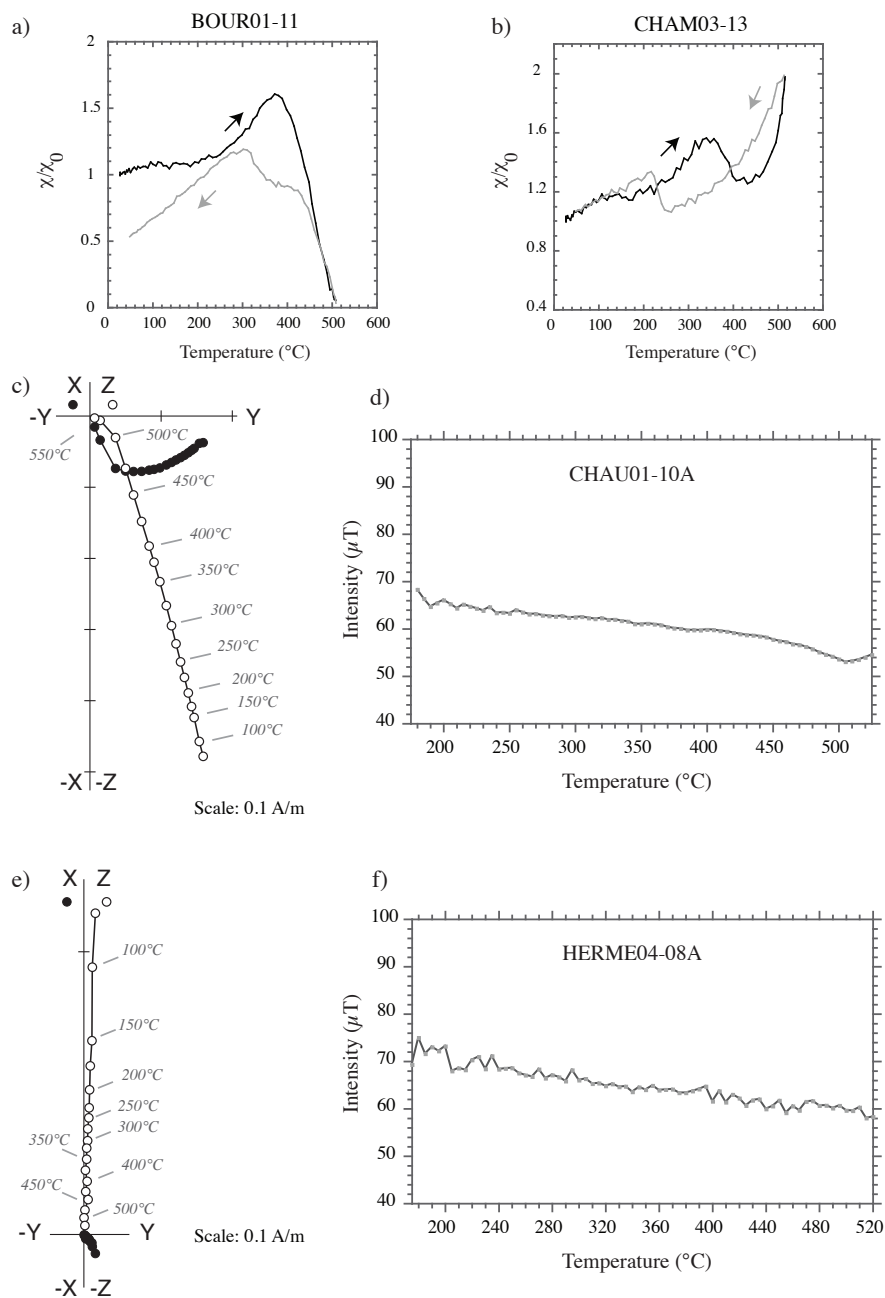 a)
BOUR01-11
2
1.5
1
0.5
0
χ/χ0
0 100 200 300 400 500 600
Temperature (°C)
b)
CHAM03-13
2
1.6
1.2
0.8
0.4
χ/χ0
0 100 200 300 400 500 600
Temperature (°C)
c)
X Z
-Y Y
550°C
500°C
450°C
400°C
350°C
300°C
250°C
200°C
150°C
100°C
-X -Z
Scale: 0.1 A/m
d)
CHAU01-10A
100
90
80
70
60
50
40
Intensity (μT)
200 250 300 350 400 450 500
Temperature (°C)
e)
X Z
100°C
150°C
200°C
250°C
300°C
350°C
400°C
450°C
500°C
-Y Y
-X -Z
Scale: 0.1 A/m
f)
HERME04-08A
100
90
80
70
60
50
40
Intensity (μT)
200 240 280 320 360 400 440 480 520
Temperature (°C)